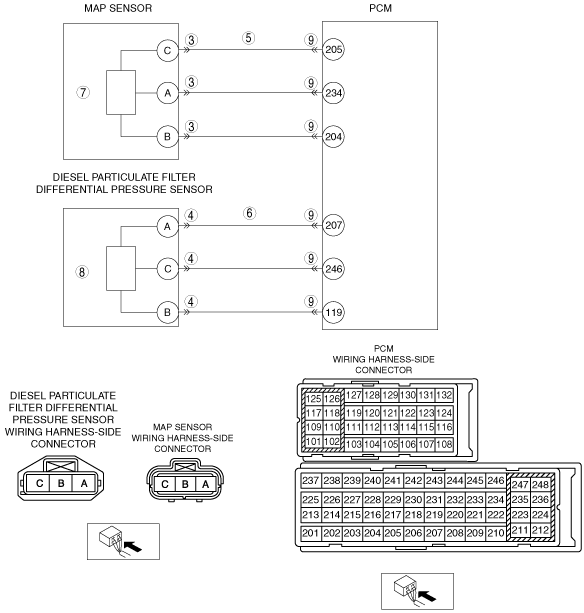 MAP SENSOR
PCM
C 3 5 9 205
7 A 3 9 234
B 3 9 204
DIESEL PARTICULATE FILTER
DIFFERENTIAL PRESSURE SENSOR
A 4 6 9 207
8 C 4 9 246
B 4 9 119
PCM
WIRING HARNESS-SIDE
CONNECTOR
125 126 127 128 129 130 131 132
117 118 119 120 121 122 123 124
109 110 111 112 113 114 115 116
101 102 103 104 105 106 107 108
DIESEL PARTICULATE
FILTER DIFFERENTIAL
PRESSURE SENSOR
WIRING HARNESS-SIDE
CONNECTOR
C B A
MAP SENSOR
WIRING HARNESS-SIDE
CONNECTOR
C B A
237 238 239 240 241 242 243 244 245 246 247 248
225 226 227 228 229 230 231 232 233 234 235 236
213 214 215 216 217 218 219 220 221 222 223 224
201 202 203 204 205 206 207 208 209 210 211 212